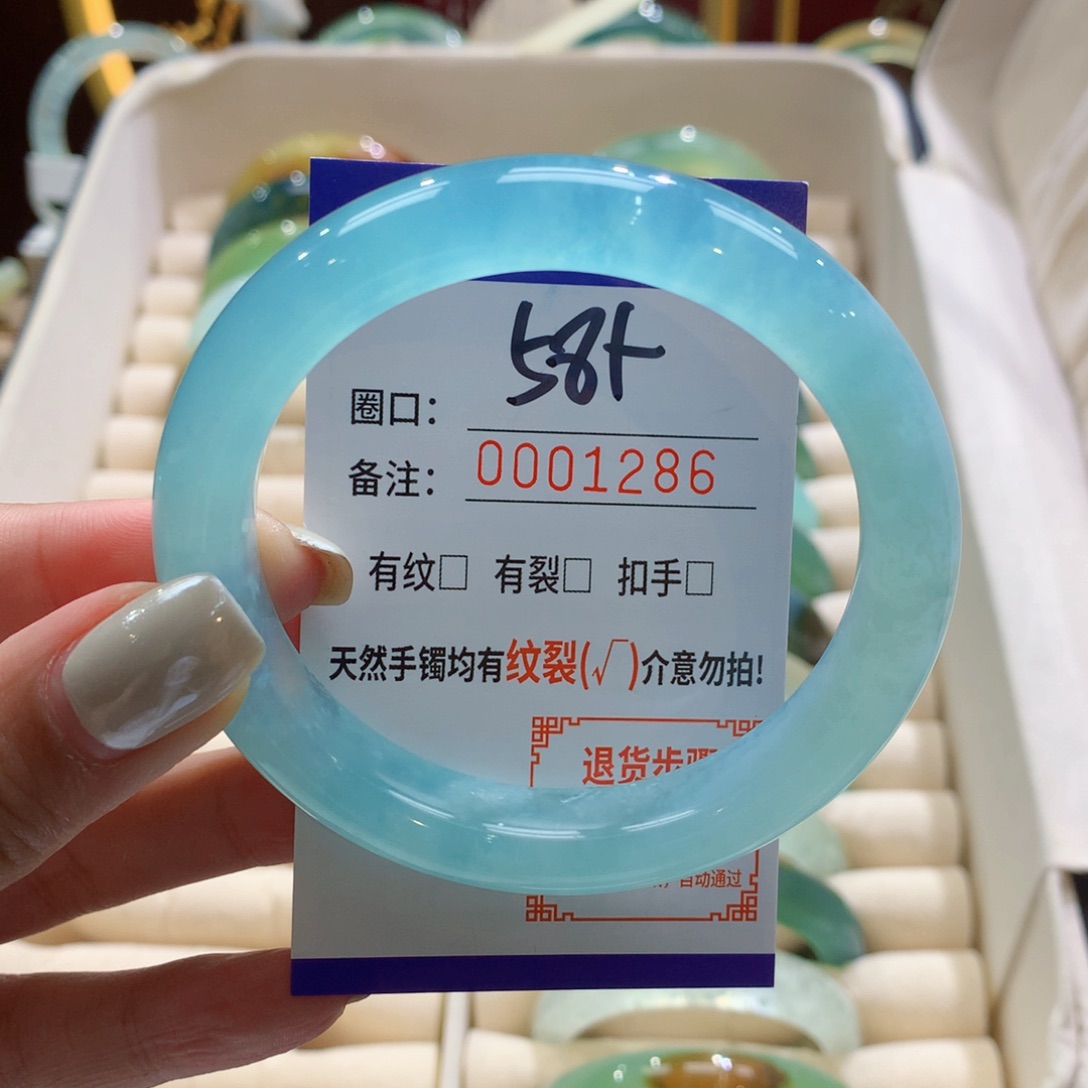 58+
圈口：
备注：0001286
有纹□ 有裂□ 扣手□
天然手镯均有纹裂(√)介意勿拍!
退货步骤
自动通过